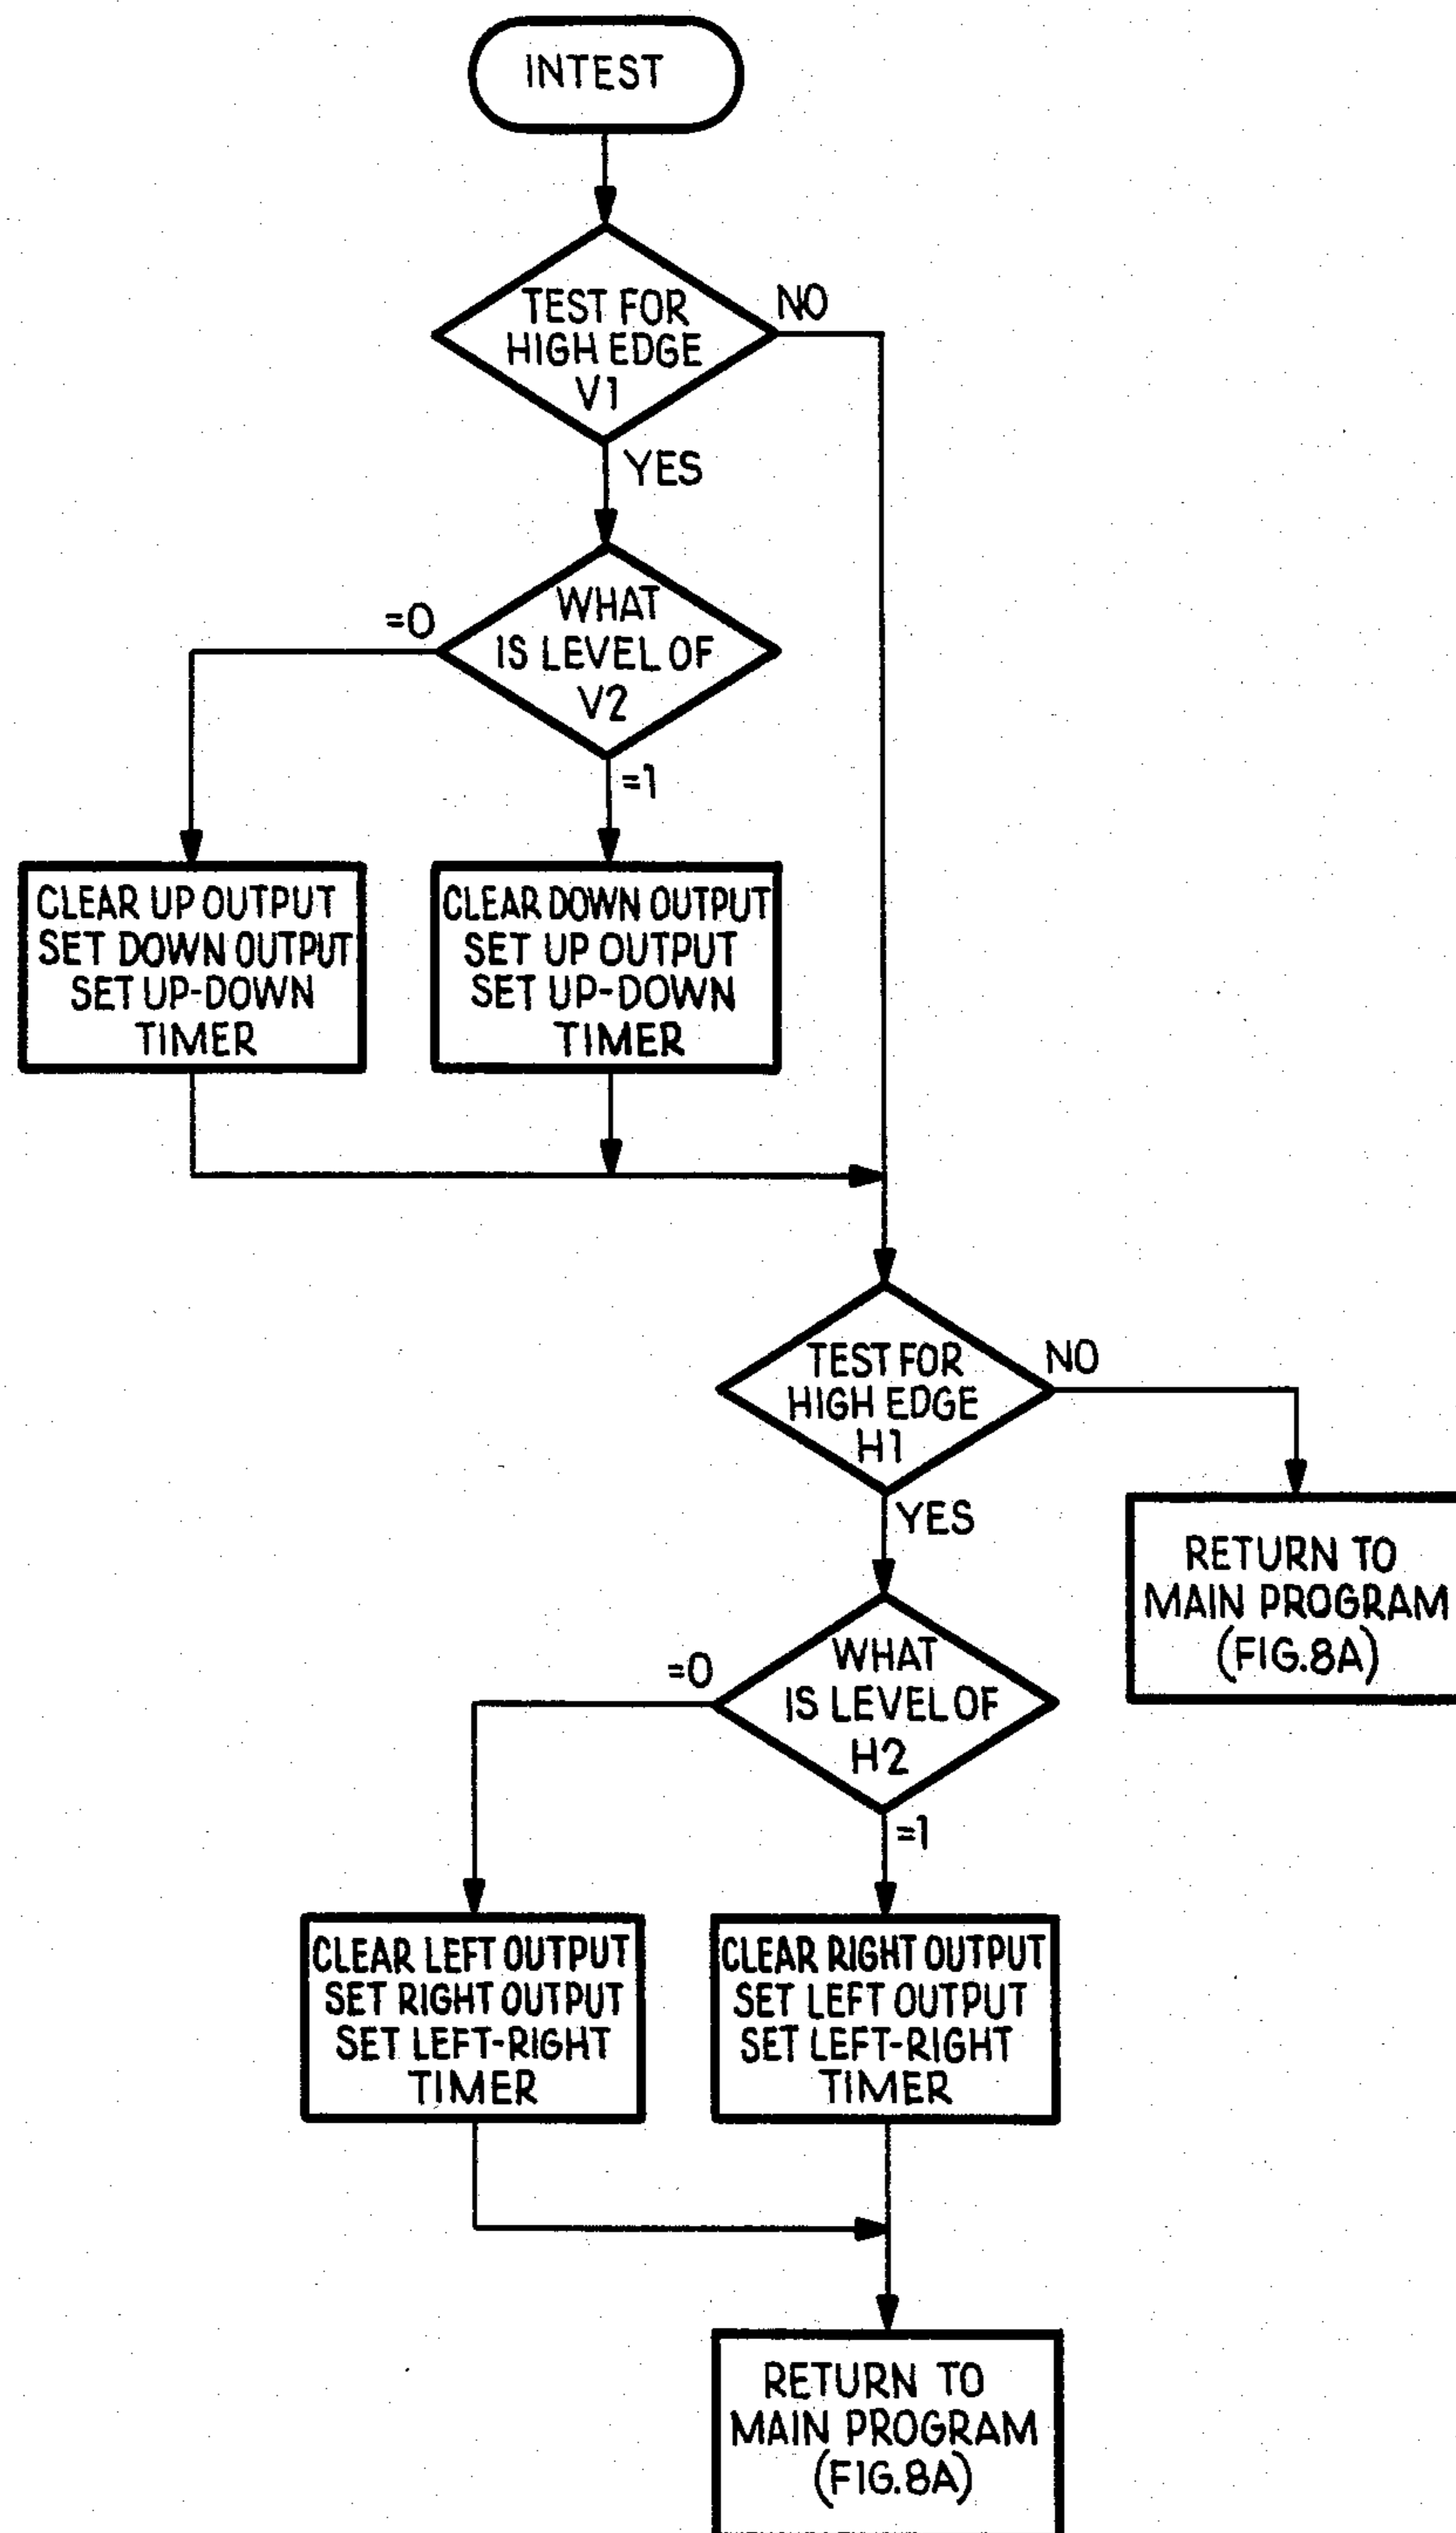 INTEST
TEST FOR
HIGH EDGE
V1
NO
YES
WHAT
IS LEVEL OF
V2
=0
=1
CLEAR UP OUTPUT
SET DOWN OUTPUT
SET UP-DOWN
TIMER
CLEAR DOWN OUTPUT
SET UP OUTPUT
SET UP-DOWN
TIMER
TEST FOR
HIGH EDGE
H1
NO
YES
RETURN TO
MAIN PROGRAM
(FIG.8A)
WHAT
IS LEVEL OF
H2
=0
=1
CLEAR LEFT OUTPUT
SET RIGHT OUTPUT
SET LEFT-RIGHT
TIMER
CLEAR RIGHT OUTPUT
SET LEFT OUTPUT
SET LEFT-RIGHT
TIMER
RETURN TO
MAIN PROGRAM
(FIG.8A)